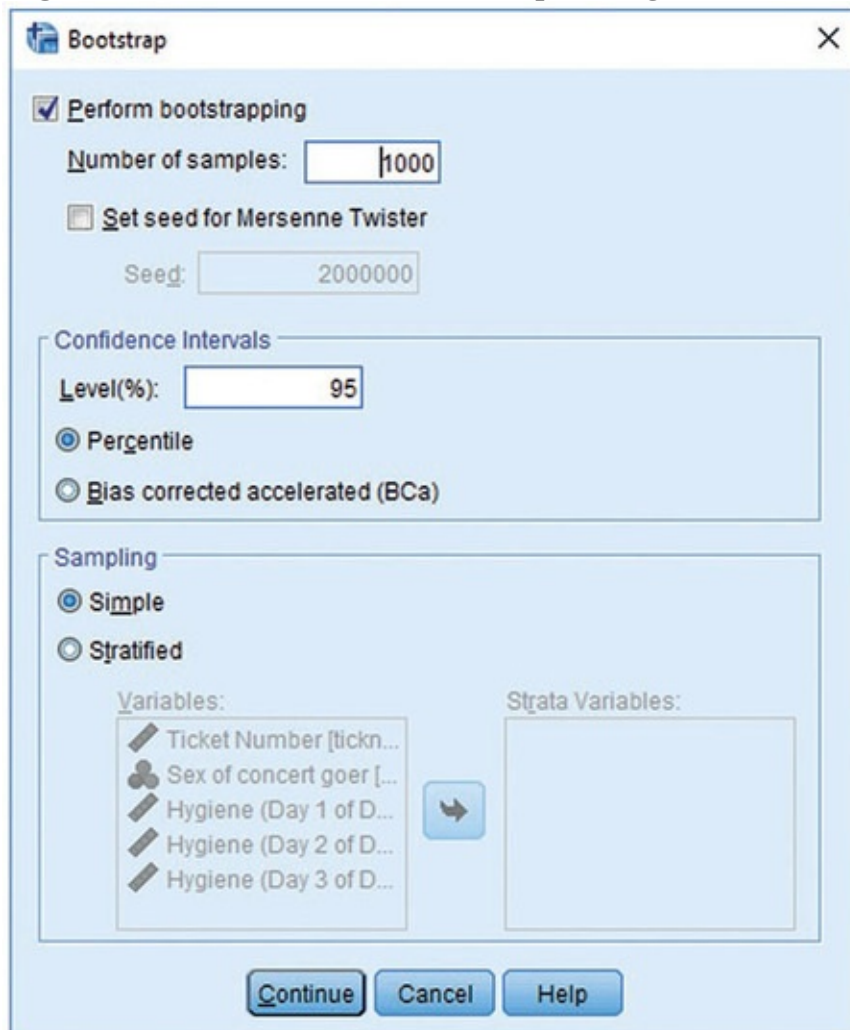 Bootstrap
Perform bootstrapping
Number of samples: 1000
Set seed for Mersenne Twister
Seed: 2000000
Confidence Intervals
Level(%): 95
Percentile
Bias corrected accelerated (BCa)
Sampling
Simple
Stratified
Variables: Strata Variables:
Ticket Number [tickn...
Sex of concert goer [...
Hygiene (Day 1 of D...
Hygiene (Day 2 of D...
Hygiene (Day 3 of D...
Continue Cancel Help